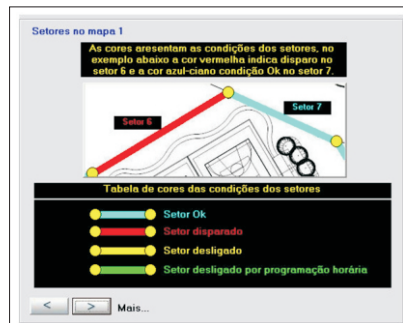 Setores no mapa 1
As cores aresentam as condições dos setores, no
exemplo abaixo a cor vermelha indica disparo no
setor 6 e a cor azul-ciano condição Ok no setor 7.
Setor 6
Setor 7
Tabela de cores das condições dos setores
Setor Ok
Setor disparado
Setor desligado
Setor desligado por programação horária
< > Mais...